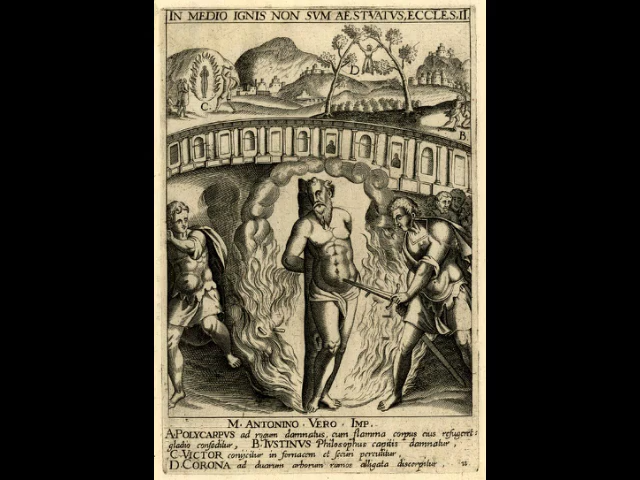 IN MEDIO IGNIS NON SVM AESTVATVS, ECCLES. II
C.
D
B.
M. ANTONINO VERO IMP.
A. POLYCARPVS ad rogum damnatus, cum flamma corpus eius refugeret:
gladio confoditur, B. IVSTINVS Philosophus capitis damnatur,
C. VICTOR conijcitur in fornacem et securi percutitur,
D. CORONA ad duarum arborum ramos alligata discerpitur.